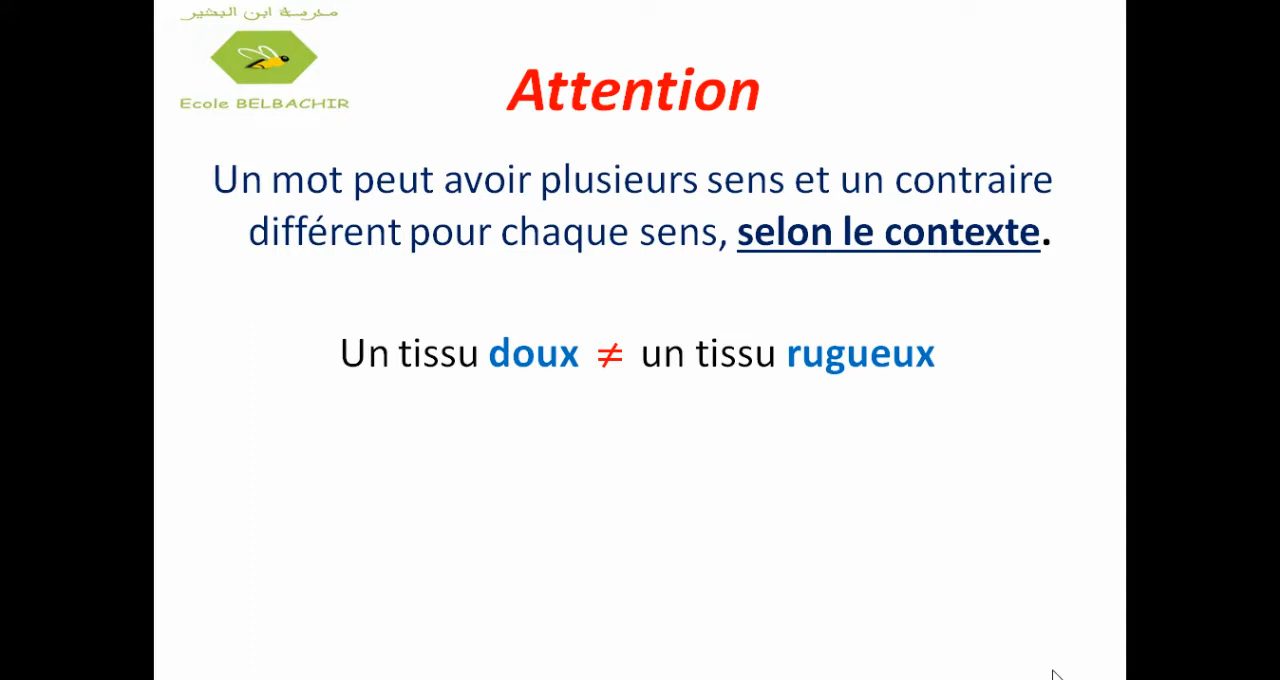 مدرسة ابن البشير
Ecole BELBACHIR
Attention
Un mot peut avoir plusieurs sens et un contraire
différent pour chaque sens, selon le contexte.
Un tissu doux ≠ un tissu rugueux